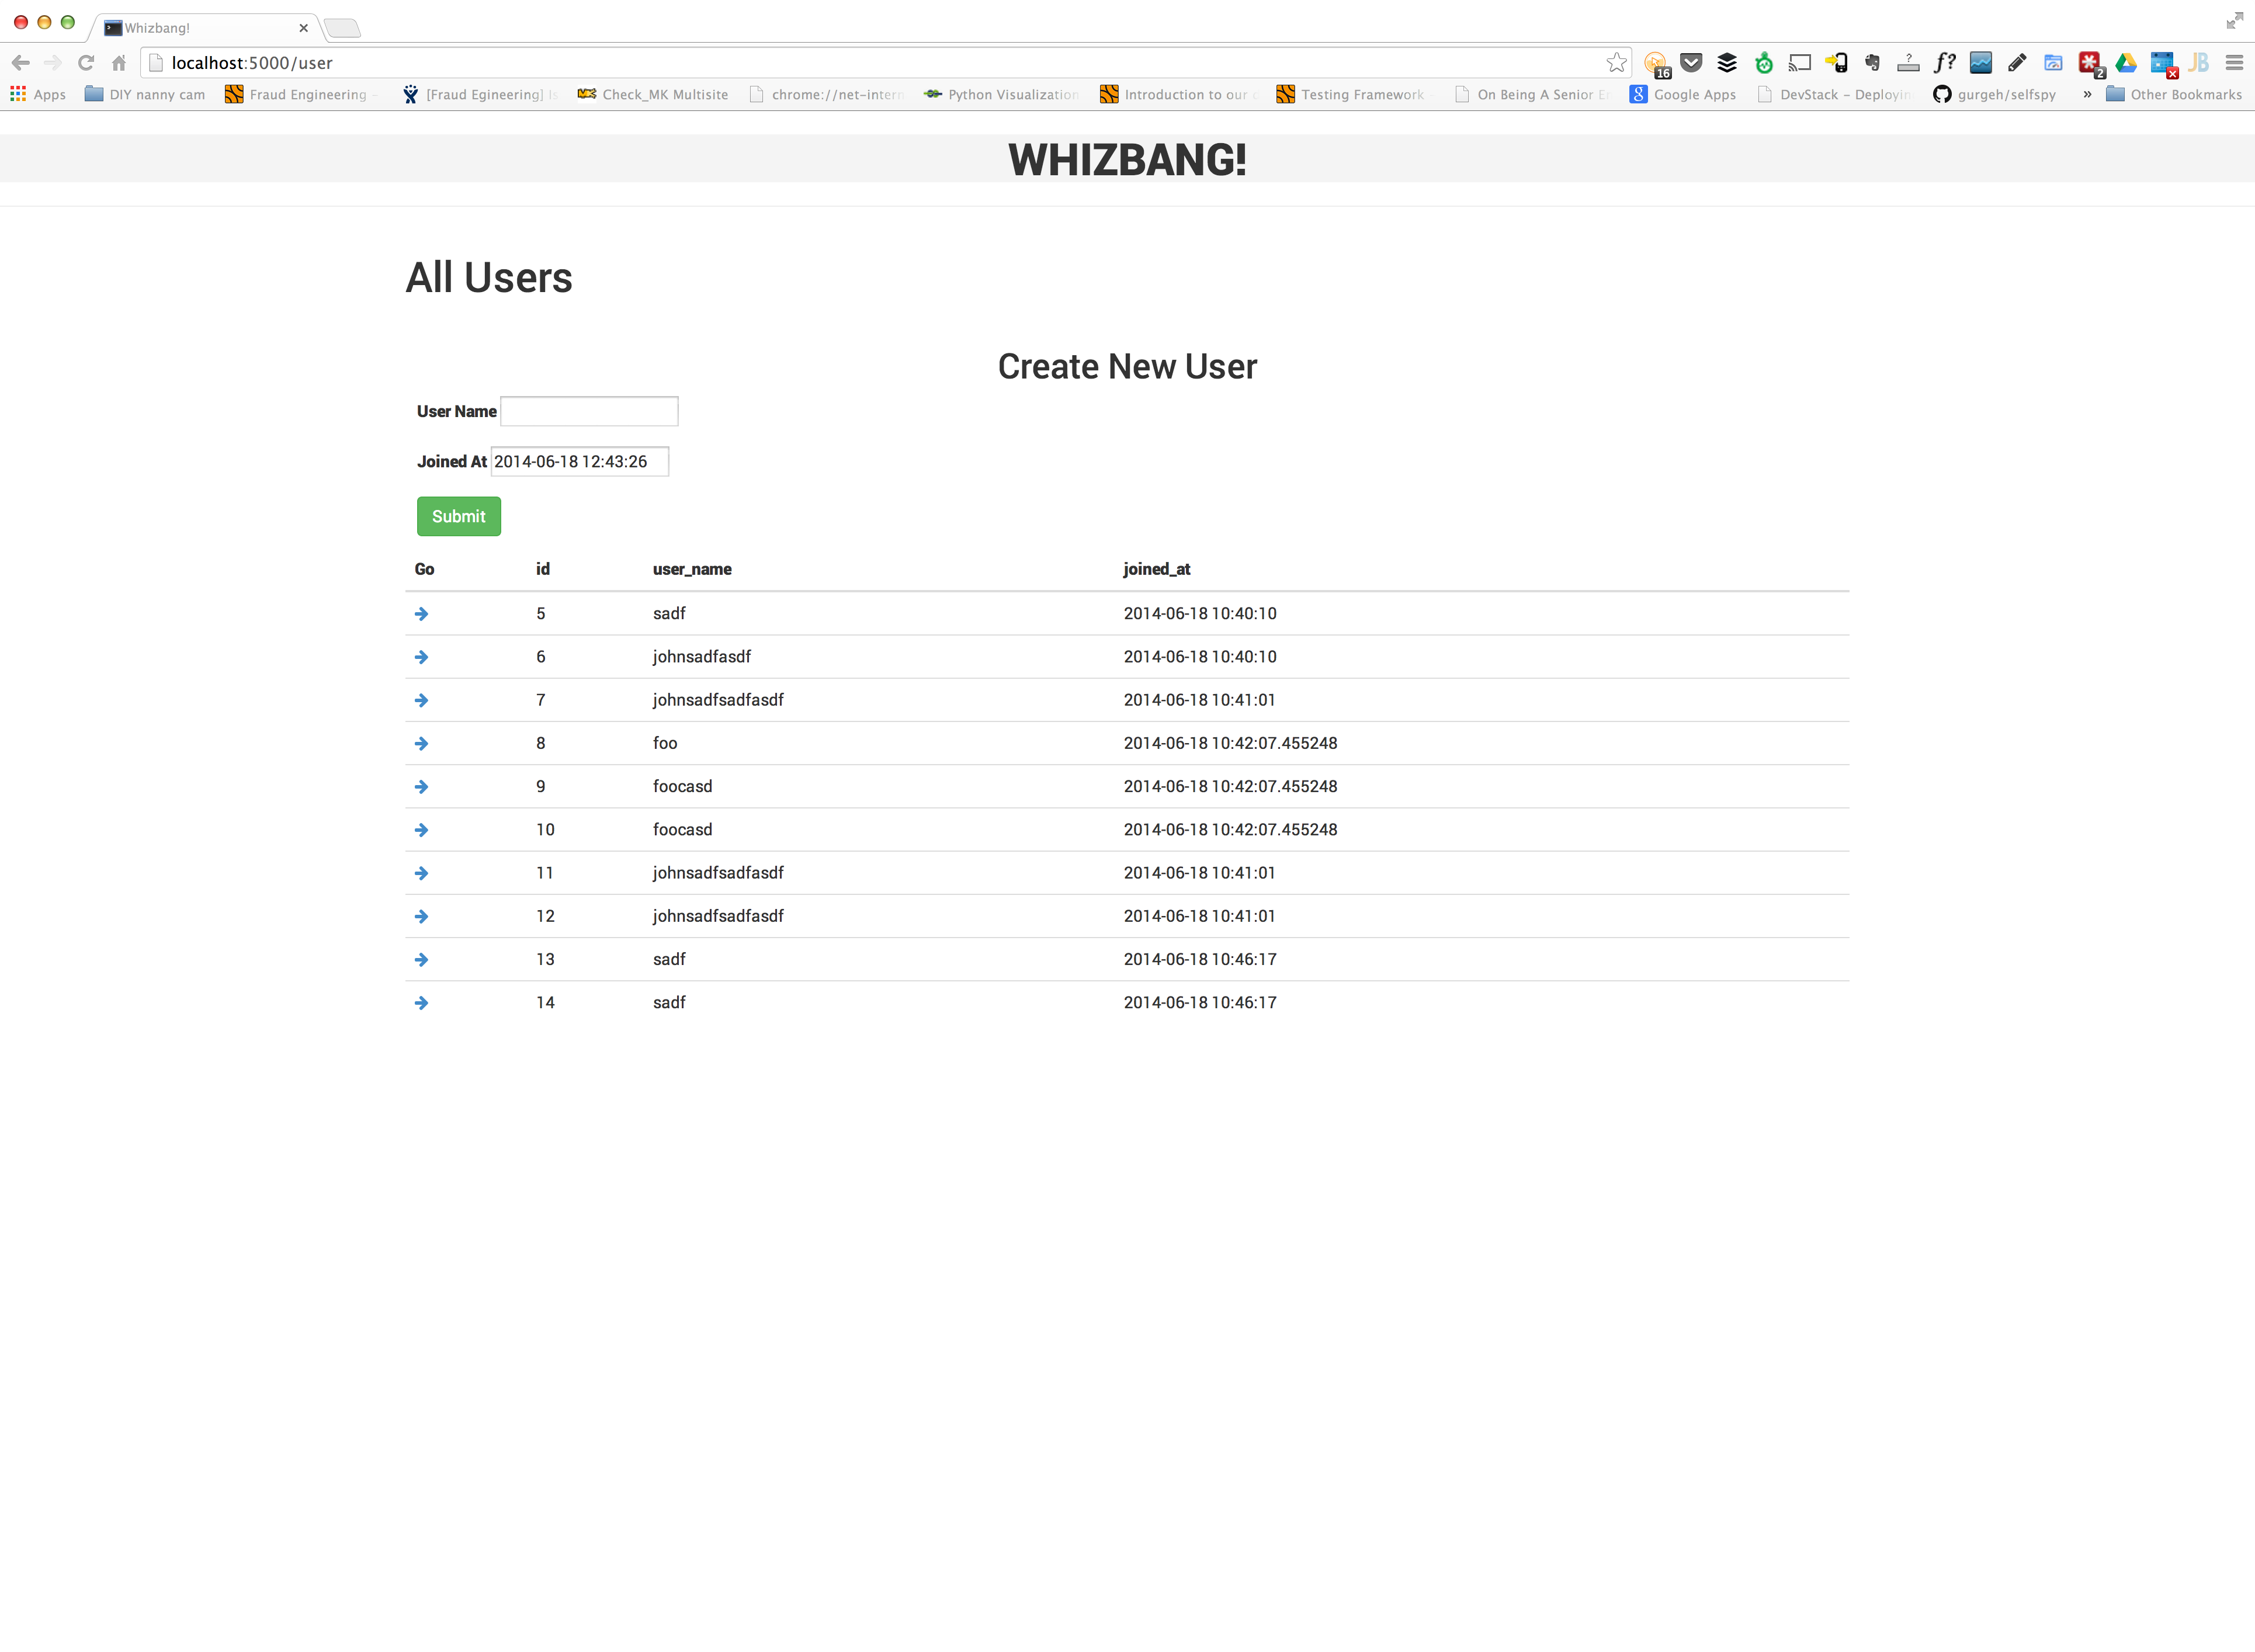 Whizbang!
localhost:5000/user
16
?
f?
2
JB
Apps DIY nanny cam Fraud Engineering - [Fraud Egineering] Is Check_MK Multisite chrome://net-intern Python Visualization Introduction to our Testing Framework On Being A Senior Google Apps DevStack – Deployin gurgeh/selfspy » Other Bookmarks
WHIZBANG!
All Users
Create New User
User Name
Joined At 2014-06-18 12:43:26
Submit
Go id user_name joined_at
5 sadf 2014-06-18 10:40:10
6 johnsadfasdf 2014-06-18 10:40:10
7 johnsadfsadfasdf 2014-06-18 10:41:01
8 foo 2014-06-18 10:42:07.455248
9 foocasd 2014-06-18 10:42:07.455248
10 foocasd 2014-06-18 10:42:07.455248
11 johnsadfsadfasdf 2014-06-18 10:41:01
12 johnsadfsadfasdf 2014-06-18 10:41:01
13 sadf 2014-06-18 10:46:17
14 sadf 2014-06-18 10:46:17